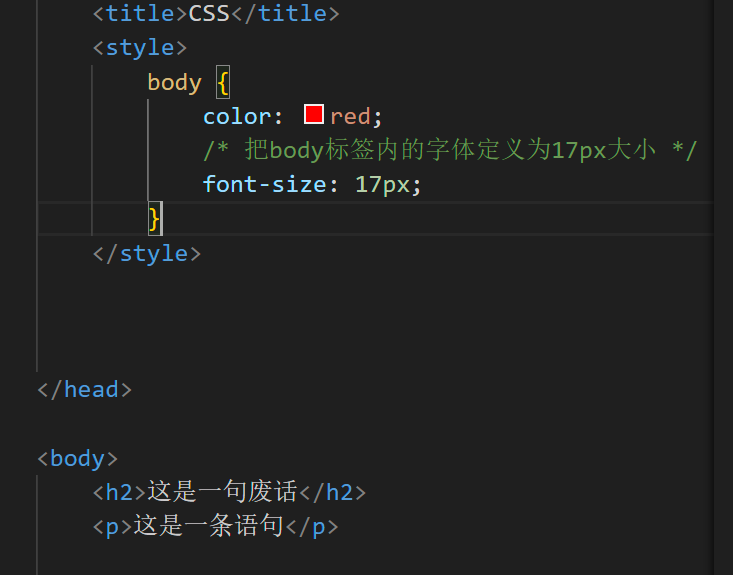 <title>CSS</title>
<style>
body {
color: red;
/* 把body标签内的字体定义为17px大小 */
font-size: 17px;
}
</style>
</head>
<body>
<h2>这是一句废话</h2>
<p>这是一条语句</p>